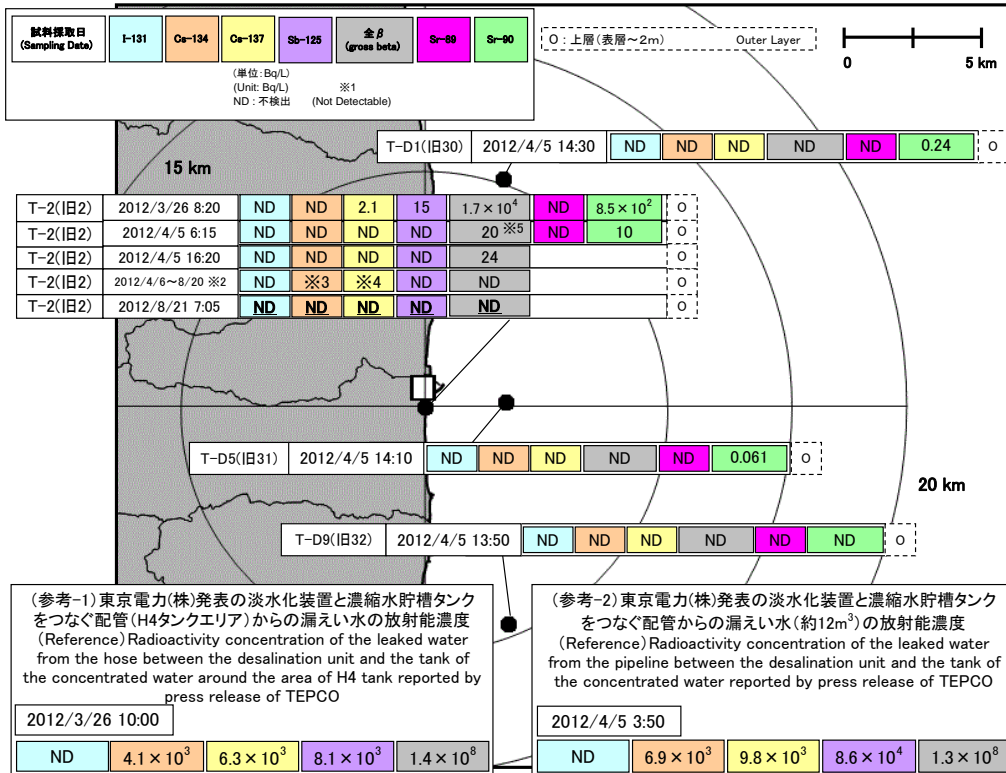 試料採取日 I-131 Cs-134 Cs-137 Sb-125 全β Sr-89 Sr-90
(Sampling Date) (gross beta)
(単位:Bq/L)
(Unit: Bq/L) ※1
ND : 不検出 (Not Detectable)
O : 上層(表層～2m) Outer Layer
0 5 km
T-D1(旧30) 2012/4/5 14:30 ND ND ND ND ND 0.24 O
15 km
T-2(旧2) 2012/3/26 8:20 ND ND 2.1 15 1.7×10⁴ ND 8.5×10² O
T-2(旧2) 2012/4/5 6:15 ND ND ND ND 20 ※5 ND 10 O
T-2(旧2) 2012/4/5 16:20 ND ND ND ND 24 O
T-2(旧2) 2012/4/6～8/20 ※2 ND ※3 ※4 ND ND O
T-2(旧2) 2012/8/21 7:05 ND ND ND ND ND O
T-D5(旧31) 2012/4/5 14:10 ND ND ND ND ND 0.061 O
20 km
T-D9(旧32) 2012/4/5 13:50 ND ND ND ND ND ND O
(参考-1)東京電力(株)発表の淡水化装置と濃縮水貯槽タンク
をつなぐ配管(H4タンクエリア)からの漏えい水の放射能濃度
(Reference) Radioactivity concentration of the leaked water
from the hose between the desalination unit and the tank of
the concentrated water around the area of H4 tank reported by
press release of TEPCO
2012/3/26 10:00
ND 4.1×10³ 6.3×10³ 8.1×10³ 1.4×10⁸
(参考-2)東京電力(株)発表の淡水化装置と濃縮水貯槽タンク
をつなぐ配管からの漏えい水(約12m³)の放射能濃度
(Reference) Radioactivity concentration of the leaked water
from the pipeline between the desalination unit and the tank of
the concentrated water reported by press release of TEPCO
2012/4/5 3:50
ND 6.9×10³ 9.8×10³ 8.6×10⁴ 1.3×10⁸